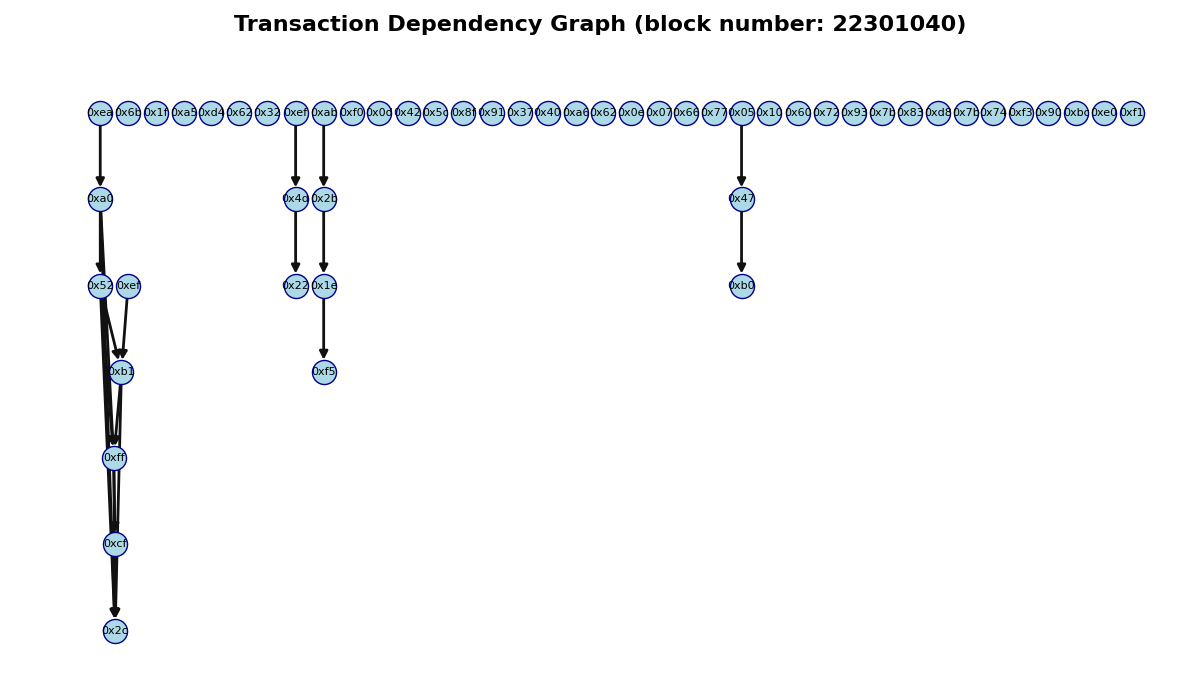 Transaction Dependency Graph (block number: 22301040)
0xea 0x6b 0x1f 0xa5 0xd4 0x62 0x32 0xef 0xab 0xf0 0x0d 0x42 0x5c 0x8f 0x91 0x37 0x40 0xa6 0x62 0x0e 0x07 0x66 0x77 0x05 0x10 0x60 0x72 0x93 0x7b 0x83 0xd8 0x7b 0x74 0xf3 0x90 0xbc 0xe0 0xf1
0xa0 0x4d 0x2b 0x47
0x52 0xef 0x22 0x1e 0xb0
0xb1 0xf5
0xff
0xcf
0x2c